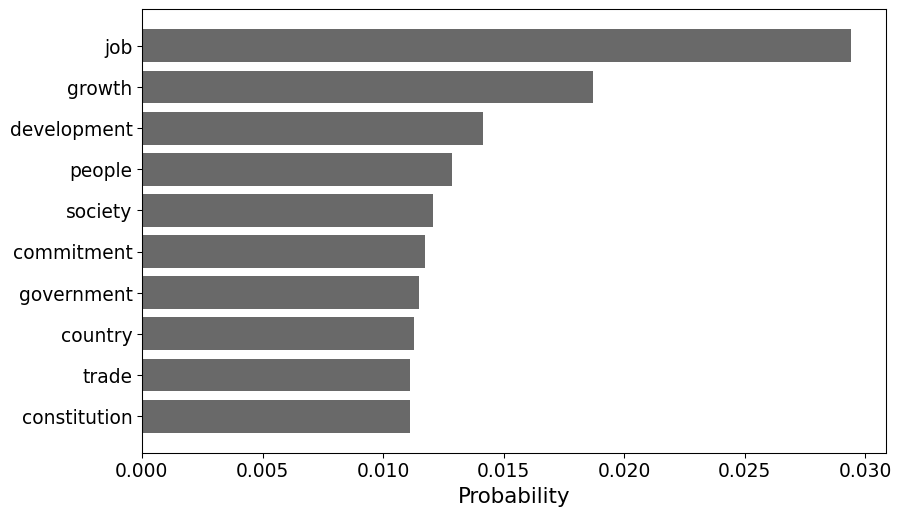 job
growth
development
people
society
commitment
government
country
trade
constitution
0.000 0.005 0.010 0.015 0.020 0.025 0.030
Probability